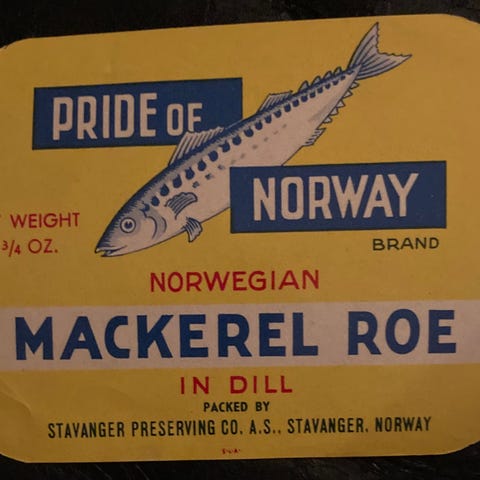 PRIDE OF
NORWAY
BRAND
WEIGHT
3/4 OZ.
NORWEGIAN
MACKEREL ROE
IN DILL
PACKED BY
STAVANGER PRESERVING CO. A.S., STAVANGER, NORWAY